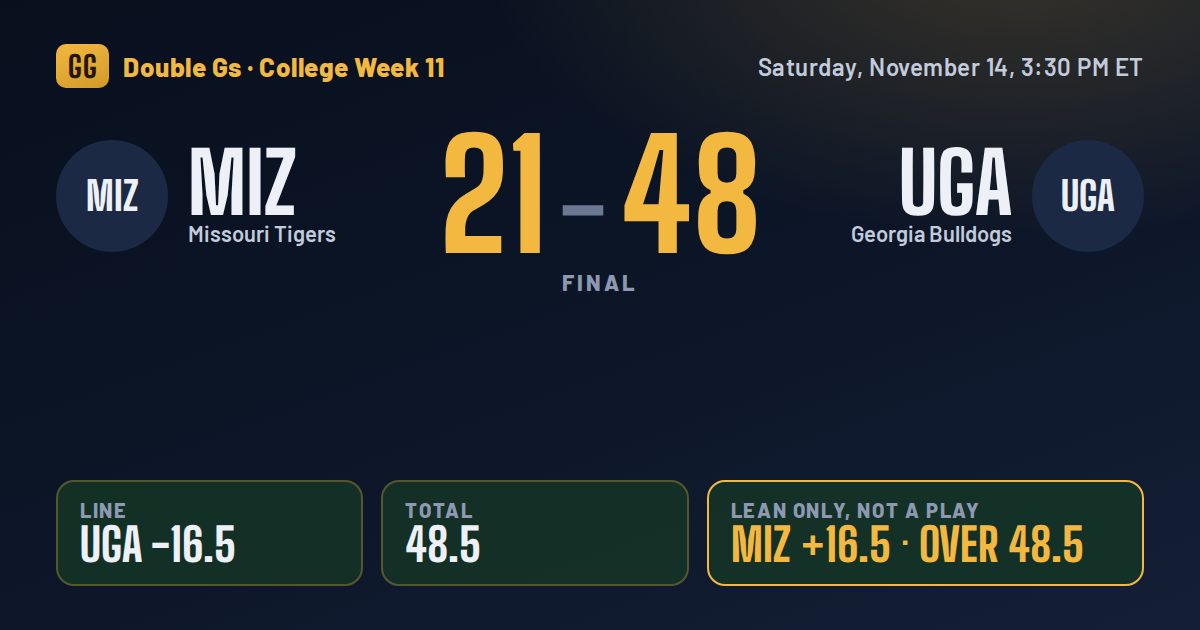 GG Double Gs · College Week 11
Saturday, November 14, 3:30 PM ET
MIZ
MIZ
Missouri Tigers
21 – 48
FINAL
UGA
Georgia Bulldogs
UGA
LINE
UGA −16.5
TOTAL
48.5
LEAN ONLY, NOT A PLAY
MIZ +16.5 · OVER 48.5